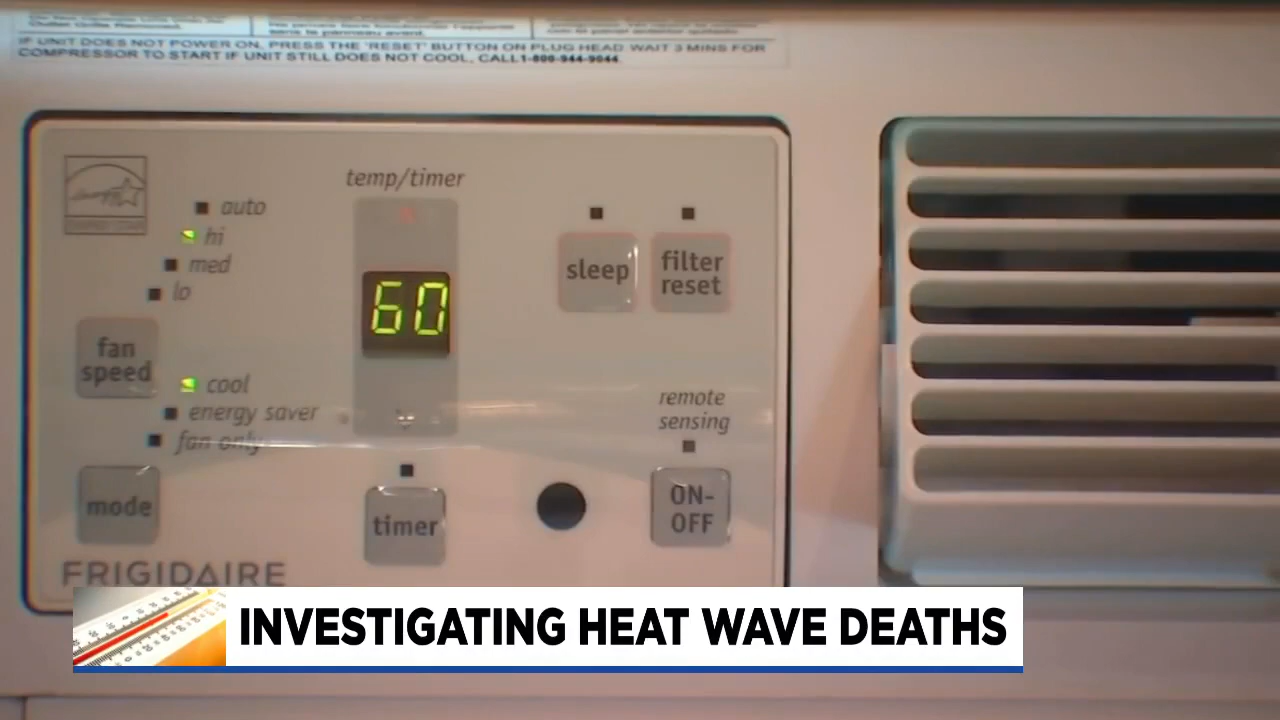 IF UNIT DOES NOT POWER ON, PRESS THE 'RESET' BUTTON ON PLUG HEAD WAIT 3 MINS FOR
COMPRESSOR TO START IF UNIT STILL DOES NOT COOL, CALL 1-800-944-9044
temp/timer
auto
hi
med
lo
60
sleep
filter
reset
fan
speed
cool
energy saver
fan only
remote
sensing
mode
timer
ON-
OFF
FRIGIDAIRE
INVESTIGATING HEAT WAVE DEATHS